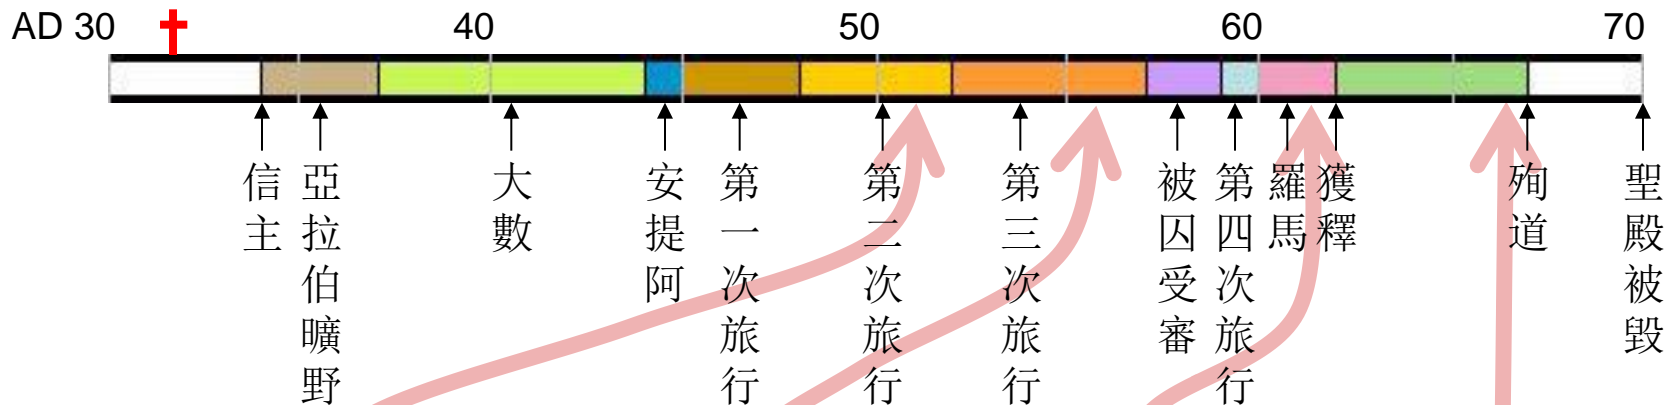 AD 30 40 50 60 70
信主
亞拉伯曠野
大數
安提阿
第一次旅行
第二次旅行
第三次旅行
被囚受審
第四次旅行
羅馬
獲釋
殉道
聖殿被毀